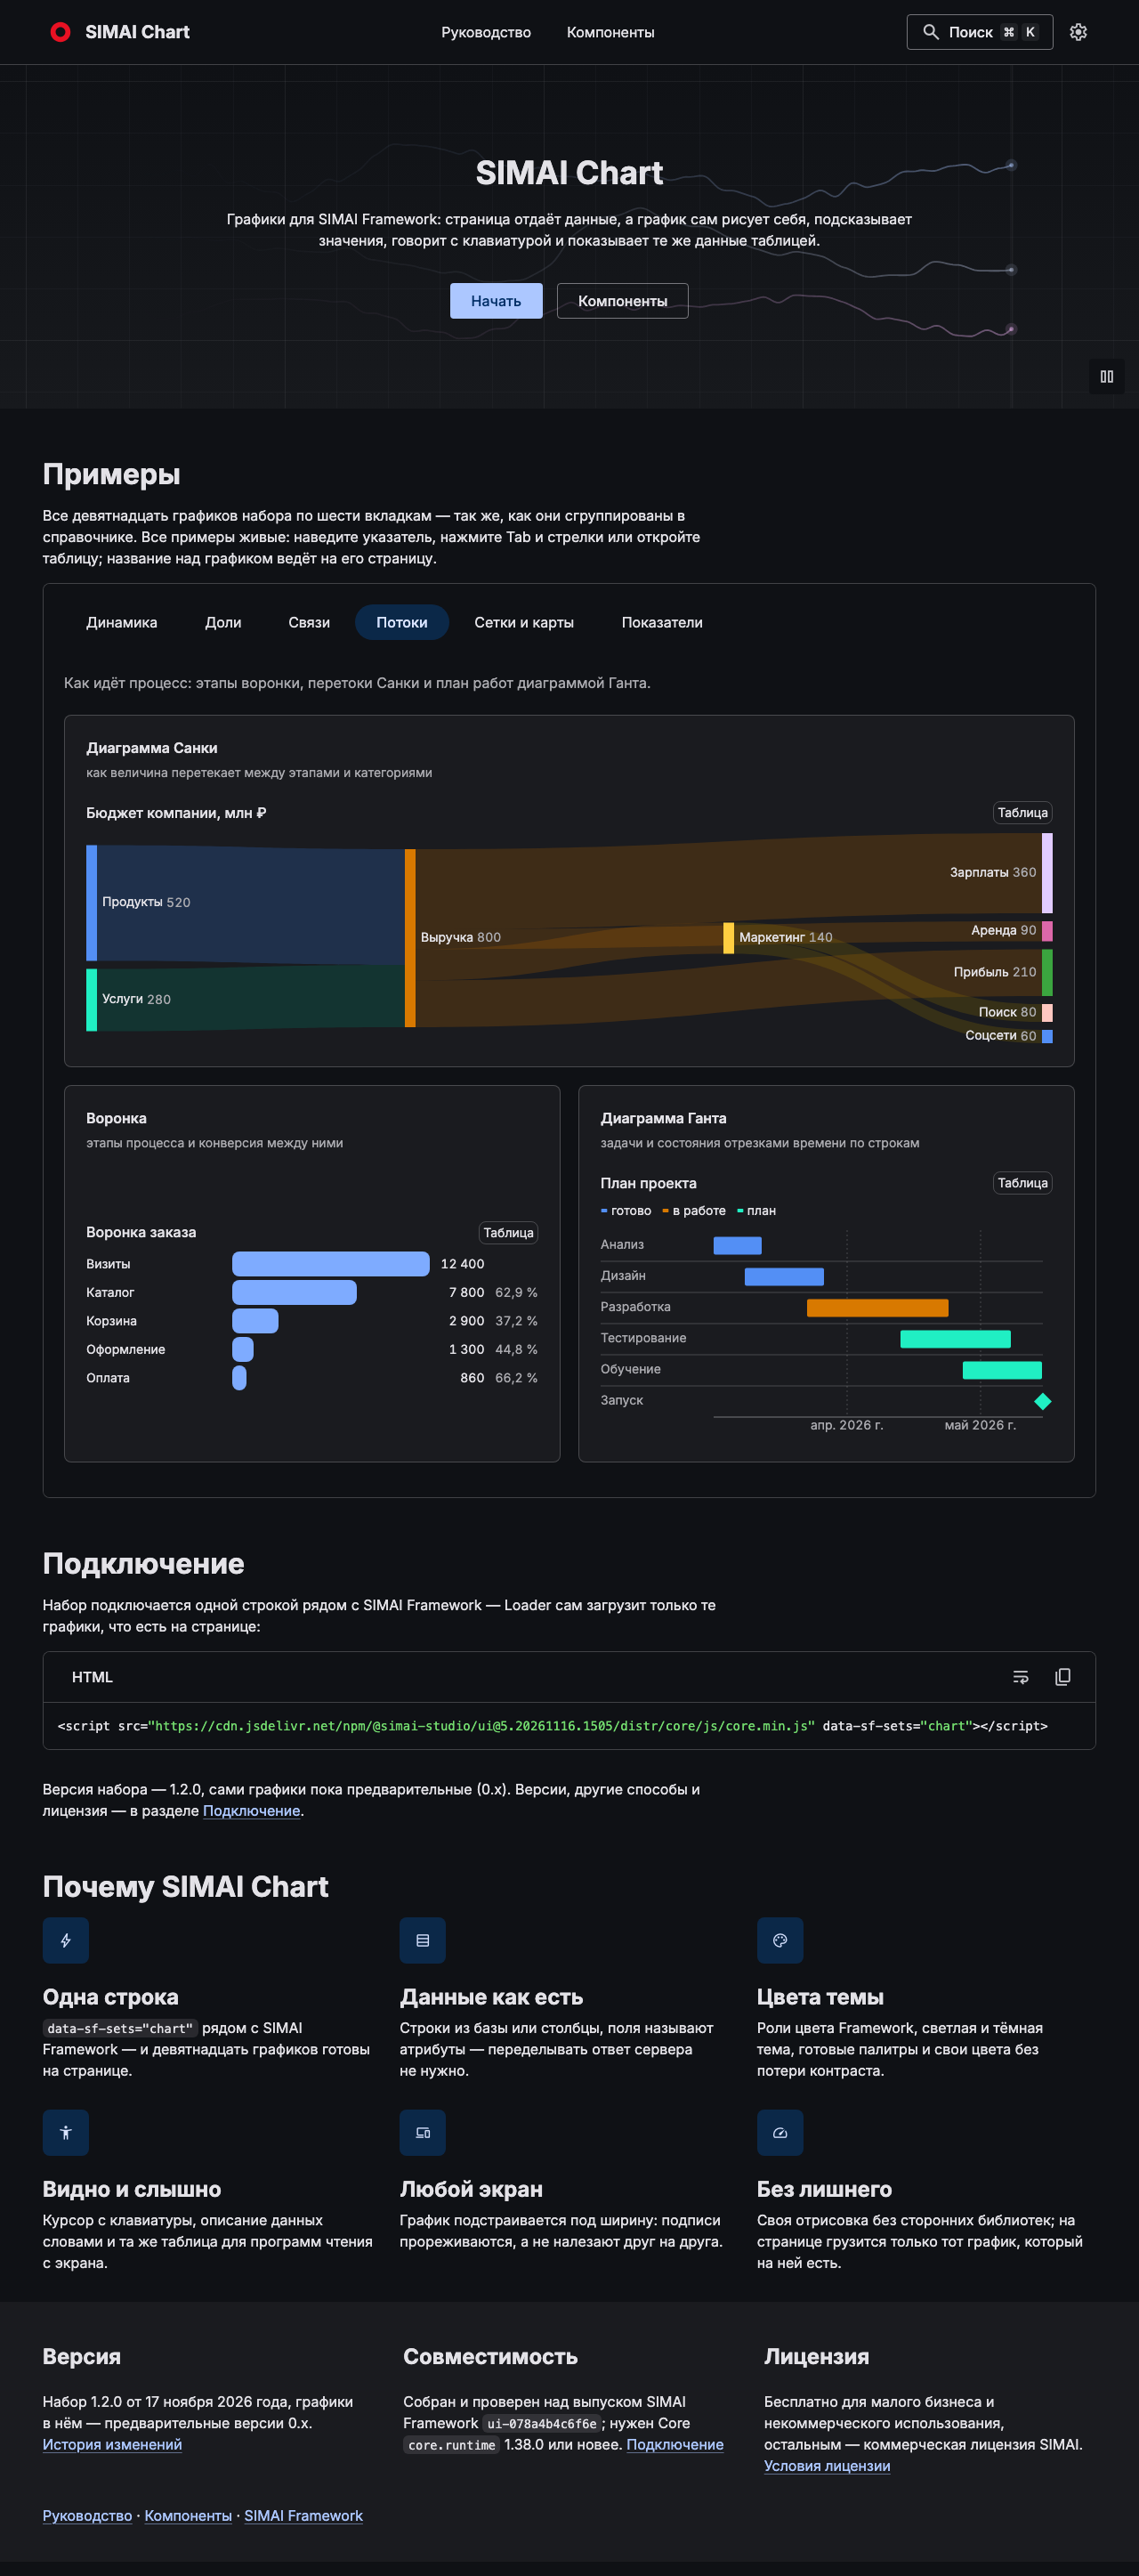 SIMAI Chart
Руководство
Компоненты
Поиск ⌘ K
SIMAI Chart
Графики для SIMAI Framework: страница отдаёт данные, а график сам рисует себя, подсказывает
значения, говорит с клавиатурой и показывает те же данные таблицей.
Начать
Компоненты
Примеры
Все девятнадцать графиков набора по шести вкладкам — так же, как они сгруппированы в
справочнике. Все примеры живые: наведите указатель, нажмите Tab и стрелки или откройте
таблицу; название над графиком ведёт на его страницу.
Динамика
Доли
Связи
Потоки
Сетки и карты
Показатели
Как идёт процесс: этапы воронки, перетоки Санки и план работ диаграммой Ганта.
Диаграмма Санки
как величина перетекает между этапами и категориями
Бюджет компании, млн ₽
Таблица
Продукты 520
Услуги 280
Выручка 800
Маркетинг 140
Зарплаты 360
Аренда 90
Прибыль 210
Поиск 80
Соцсети 60
Воронка
этапы процесса и конверсия между ними
Воронка заказа
Таблица
Визиты 12 400
Каталог 7 800 62,9 %
Корзина 2 900 37,2 %
Оформление 1 300 44,8 %
Оплата 860 66,2 %
Диаграмма Ганта
задачи и состояния отрезками времени по строкам
План проекта
Таблица
готово в работе план
Анализ
Дизайн
Разработка
Тестирование
Обучение
Запуск
апр. 2026 г. май 2026 г.
Подключение
Набор подключается одной строкой рядом с SIMAI Framework — Loader сам загрузит только те
графики, что есть на странице:
HTML
<script src="https://cdn.jsdelivr.net/npm/@simai-studio/ui@5.20261116.1505/distr/core/js/core.min.js" data-sf-sets="chart"></script>
Версия набора — 1.2.0, сами графики пока предварительные (0.x). Версии, другие способы и
лицензия — в разделе Подключение.
Почему SIMAI Chart
Одна строка
data-sf-sets="chart" рядом с SIMAI
Framework — и девятнадцать графиков готовы
на странице.
Данные как есть
Строки из базы или столбцы, поля называют
атрибуты — переделывать ответ сервера
не нужно.
Цвета темы
Роли цвета Framework, светлая и тёмная
тема, готовые палитры и свои цвета без
потери контраста.
Видно и слышно
Курсор с клавиатуры, описание данных
словами и та же таблица для программ чтения
с экрана.
Любой экран
График подстраивается под ширину: подписи
прореживаются, а не налезают друг на друга.
Без лишнего
Своя отрисовка без сторонних библиотек; на
странице грузится только тот график, который
на ней есть.
Версия
Набор 1.2.0 от 17 ноября 2026 года, графики
в нём — предварительные версии 0.x.
История изменений
Совместимость
Собран и проверен над выпуском SIMAI
Framework ui-078a4b4c6f6e; нужен Core
core.runtime 1.38.0 или новее. Подключение
Лицензия
Бесплатно для малого бизнеса и
некоммерческого использования,
остальным — коммерческая лицензия SIMAI.
Условия лицензии
Руководство · Компоненты · SIMAI Framework